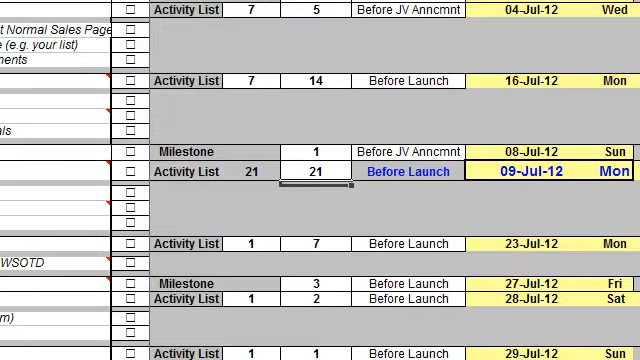 Activity List 7 5 Before JV Anncmnt 04-Jul-12 Wed
t Normal Sales Page
e (e.g. your list)
ments
Activity List 7 14 Before Launch 16-Jul-12 Mon
als
Milestone 1 Before JV Anncmnt 08-Jul-12 Sun
Activity List 21 21 Before Launch 09-Jul-12 Mon
Activity List 1 7 Before Launch 23-Jul-12 Mon
WSOTD
Milestone 3 Before Launch 27-Jul-12 Fri
Activity List 1 2 Before Launch 28-Jul-12 Sat
m)
Activity List 1 1 Before Launch 29-Jul-12 Sun